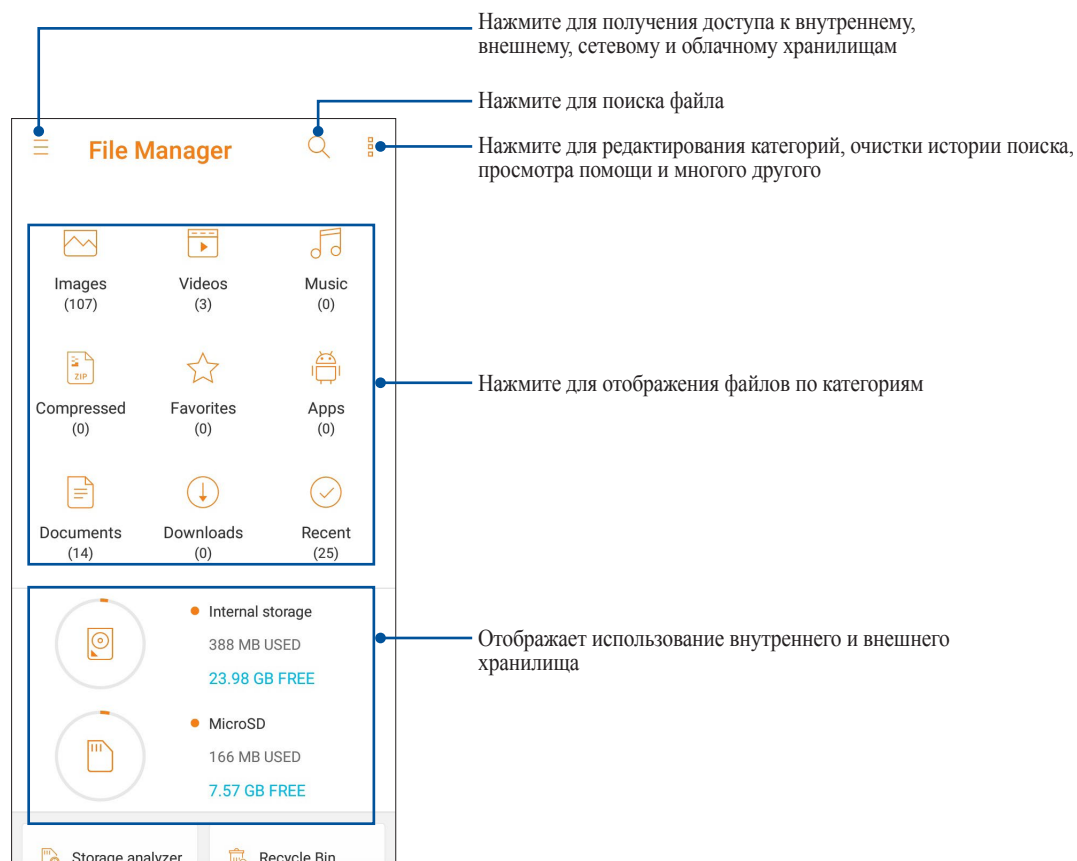 Нажмите для получения доступа к внутреннему,
внешнему, сетевому и облачному хранилищам
Нажмите для поиска файла
File Manager
Нажмите для редактирования категорий, очистки истории поиска,
просмотра помощи и многого другого
Images Videos Music
(107) (3) (0)
ZIP
Compressed Favorites Apps
(0) (0) (0)
Нажмите для отображения файлов по категориям
Documents Downloads Recent
(14) (0) (25)
Internal storage
388 MB USED
23.98 GB FREE
Отображает использование внутреннего и внешнего
хранилища
MicroSD
166 MB USED
7.57 GB FREE
Storage analyzer Recycle Bin